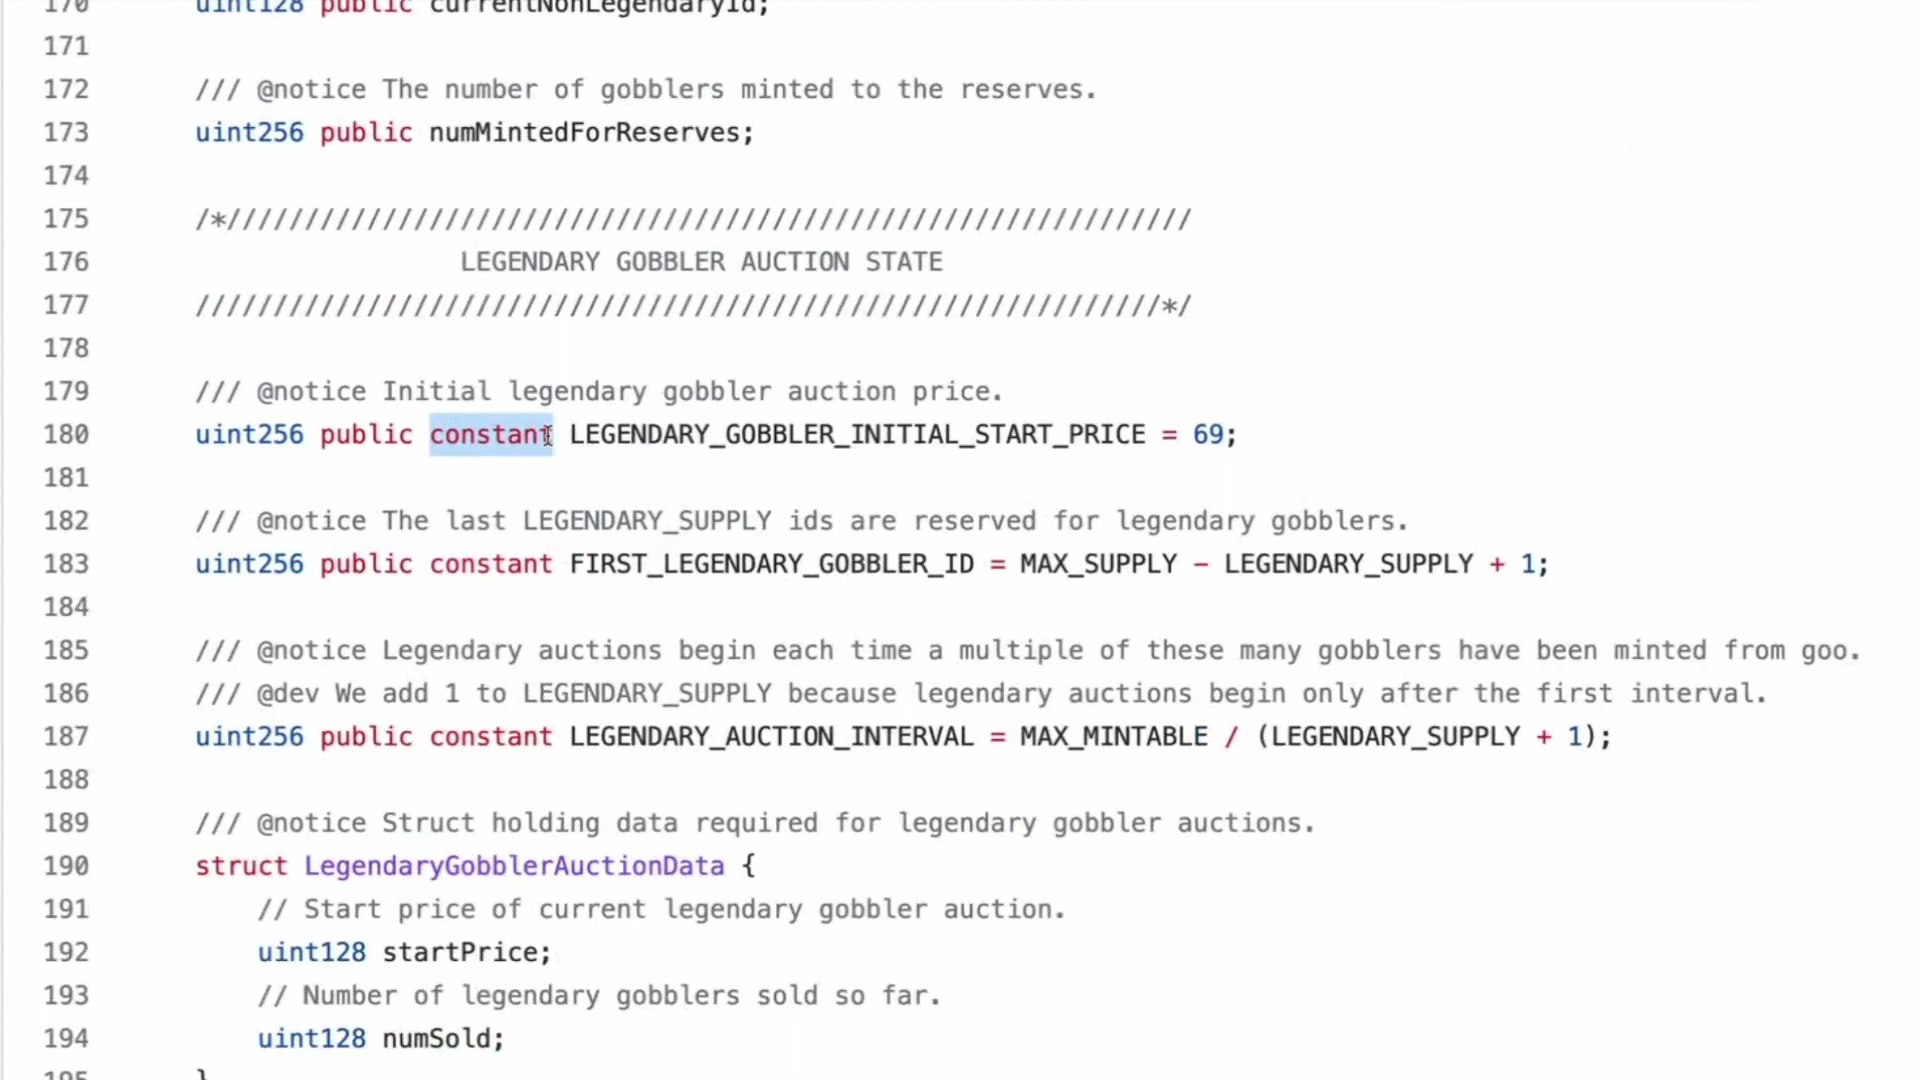 170 uint128 public currentNonLegendaryId;
171
172 /// @notice The number of gobblers minted to the reserves.
173 uint256 public numMintedForReserves;
174
175 /*//////////////////////////////////////////////////////////////
176 LEGENDARY GOBBLER AUCTION STATE
177 //////////////////////////////////////////////////////////////*/
178
179 /// @notice Initial legendary gobbler auction price.
180 uint256 public constant LEGENDARY_GOBBLER_INITIAL_START_PRICE = 69;
181
182 /// @notice The last LEGENDARY_SUPPLY ids are reserved for legendary gobblers.
183 uint256 public constant FIRST_LEGENDARY_GOBBLER_ID = MAX_SUPPLY - LEGENDARY_SUPPLY + 1;
184
185 /// @notice Legendary auctions begin each time a multiple of these many gobblers have been minted from goo.
186 /// @dev We add 1 to LEGENDARY_SUPPLY because legendary auctions begin only after the first interval.
187 uint256 public constant LEGENDARY_AUCTION_INTERVAL = MAX_MINTABLE / (LEGENDARY_SUPPLY + 1);
188
189 /// @notice Struct holding data required for legendary gobbler auctions.
190 struct LegendaryGobblerAuctionData {
191 // Start price of current legendary gobbler auction.
192 uint128 startPrice;
193 // Number of legendary gobblers sold so far.
194 uint128 numSold;
195 }